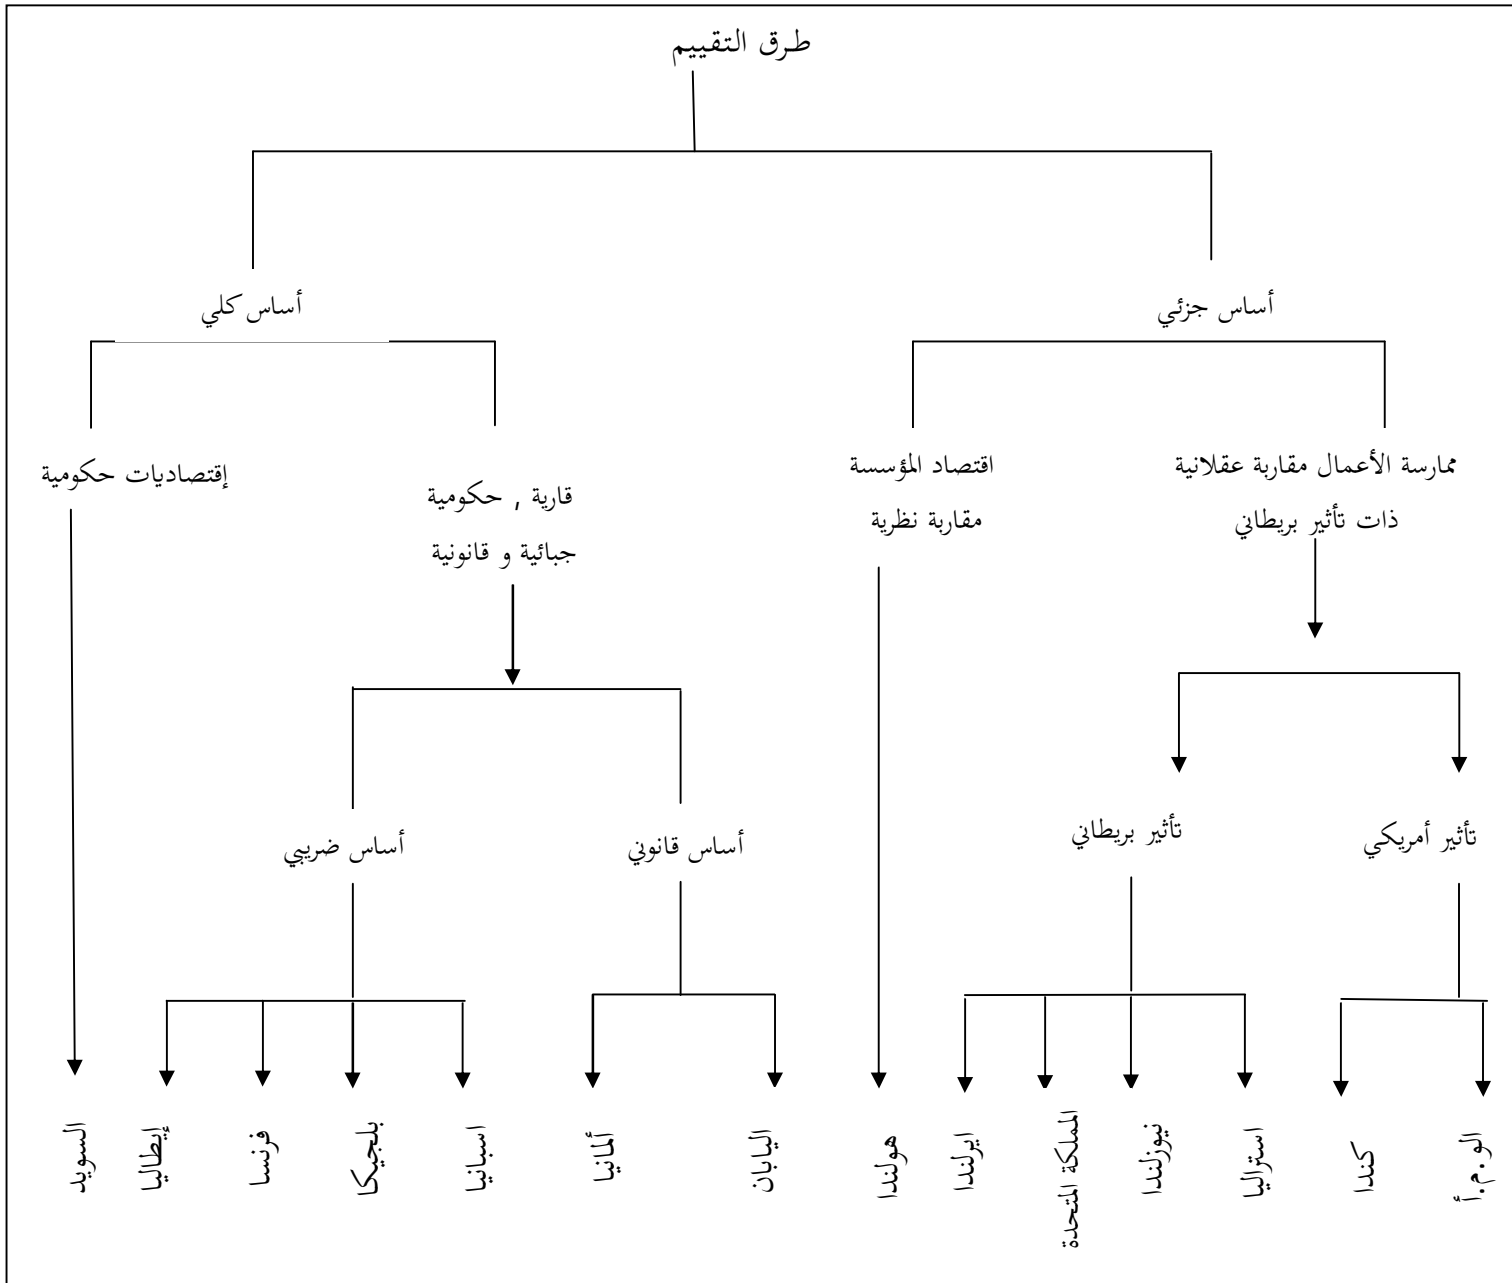 طرق التقييم
أساس جزئي
أساس كلي
ممارسة الأعمال مقاربة عقلانية
ذات تأثير بريطاني
اقتصاد المؤسسة
مقاربة نظرية
قارية , حكومية
جبائية و قانونية
إقتصاديات حكومية
تأثير أمريكي
تأثير بريطاني
أساس قانوني
أساس ضريبي
الو.م.أ
كندا
استراليا
نيوزلندا
المملكة المتحدة
ايرلندا
هولندا
اليابان
ألمانيا
اسبانيا
بلجيكا
فرنسا
إيطاليا
السويد